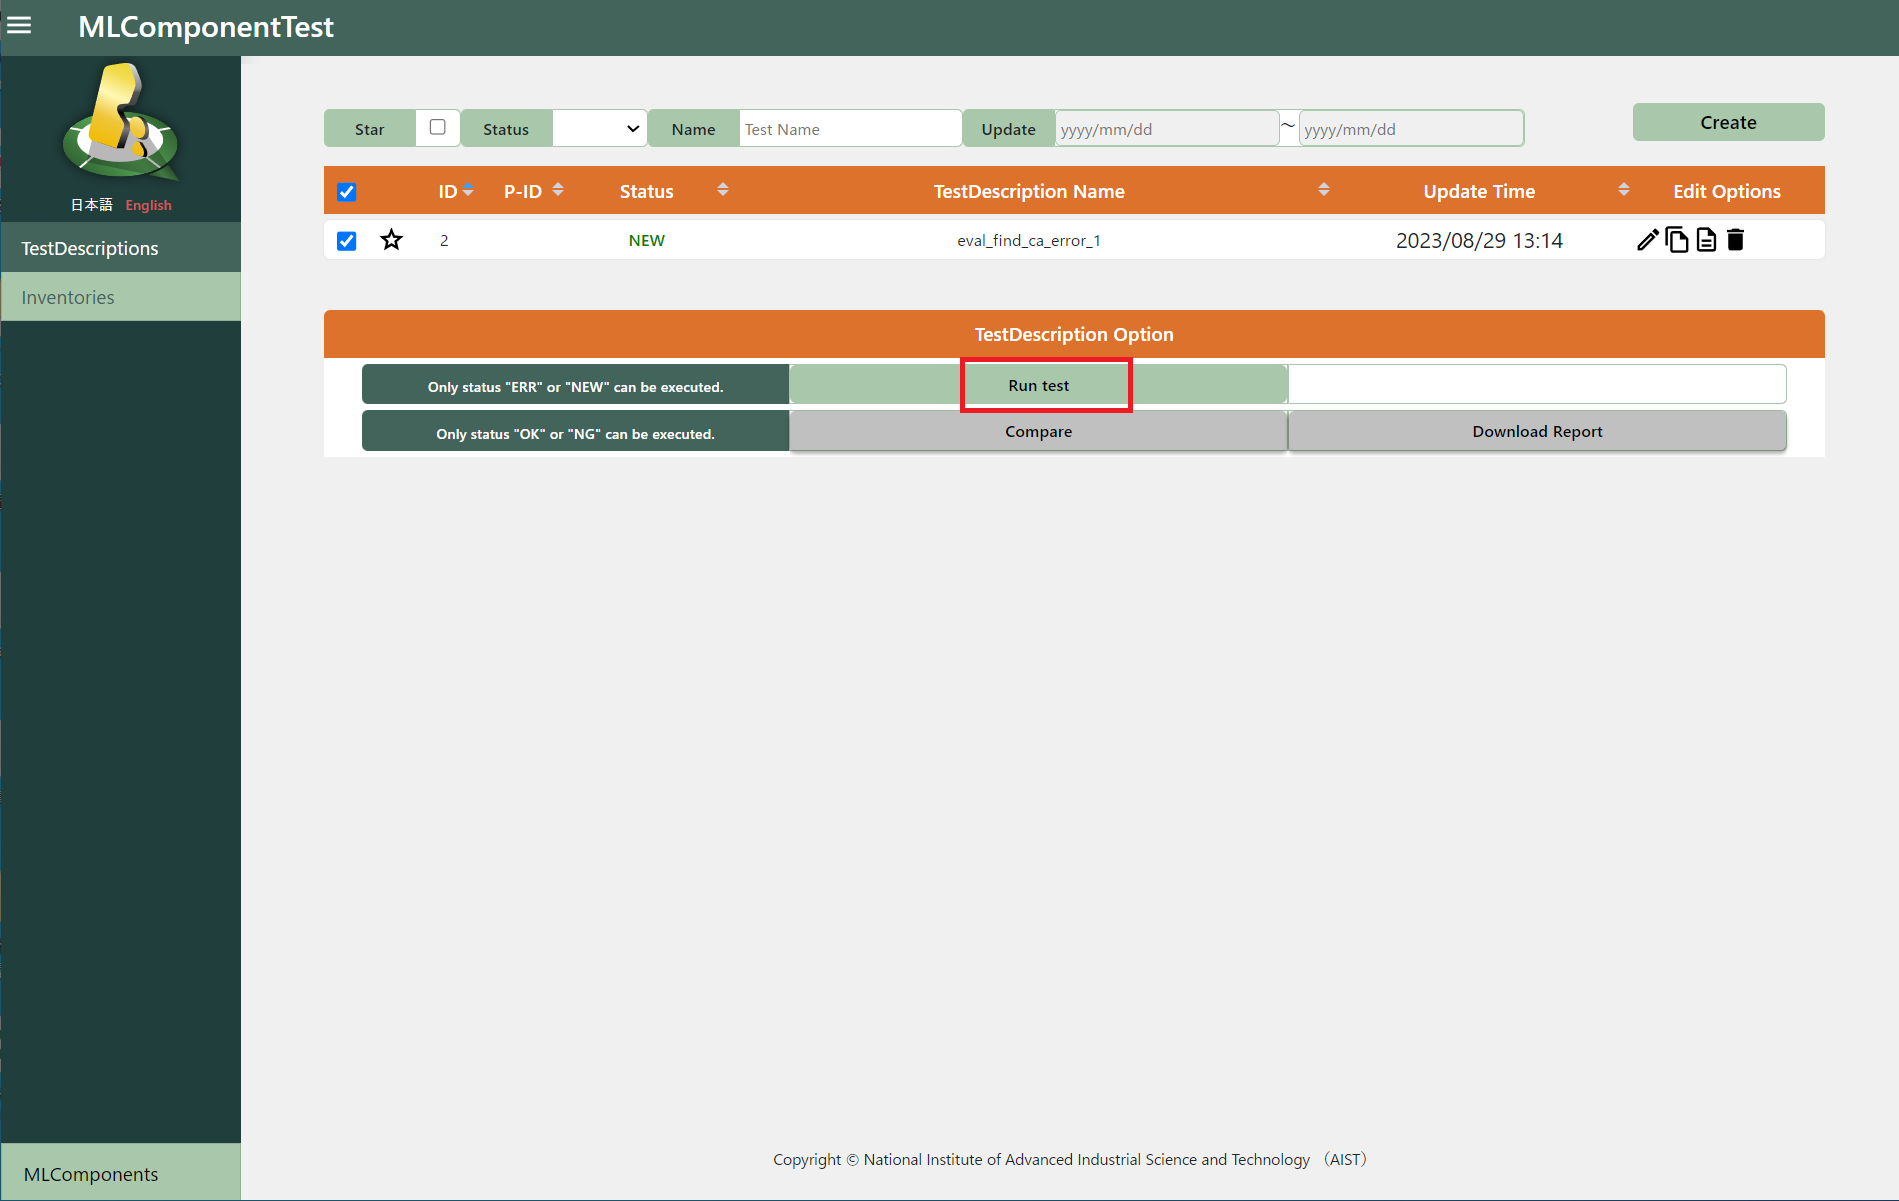 MLComponentTest
日本語 English
TestDescriptions
Inventories
MLComponents
Star Status Name Test Name Update yyyy/mm/dd ~ yyyy/mm/dd
Create
ID P-ID Status TestDescription Name Update Time Edit Options
2 NEW eval_find_ca_error_1 2023/08/29 13:14
TestDescription Option
Only status "ERR" or "NEW" can be executed. Run test
Only status "OK" or "NG" can be executed. Compare Download Report
Copyright © National Institute of Advanced Industrial Science and Technology （AIST）